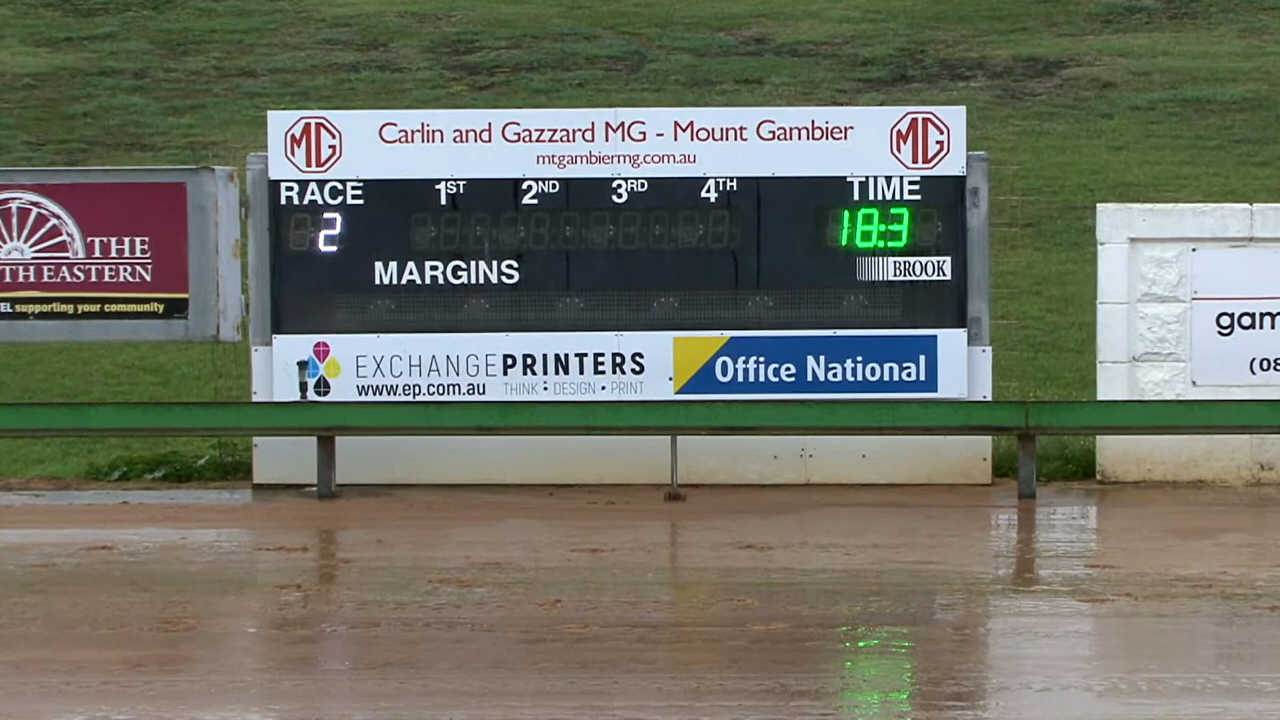 MG
Carlin and Gazzard MG - Mount Gambier
MG
mtgambiermg.com.au
RACE 1ST 2ND 3RD 4TH TIME
2 18:3
MARGINS
BROOK
THE
TH EASTERN
EL supporting your community
EXCHANGEPRINTERS
www.ep.com.au THINK : DESIGN • PRINT
Office National
gam
(08